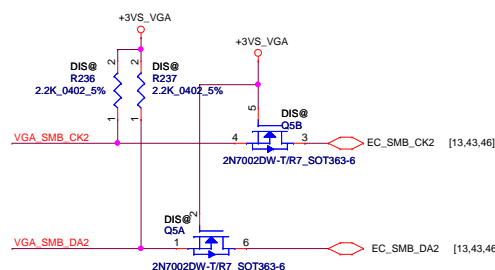 +3VS_VGA
+3VS_VGA
DIS@ DIS@
R236 R237
2.2K_0402_5% 2.2K_0402_5%
2 2
1 1
5
DIS@
Q5B
VGA_SMB_CK2 4 3 EC_SMB_CK2 [13,43,46]
2N7002DW-T/R7_SOT363-6
DIS@ 2
Q5A
VGA_SMB_DA2 1 6 EC_SMB_DA2 [13,43,46
2N7002DW-T/R7_SOT363-6